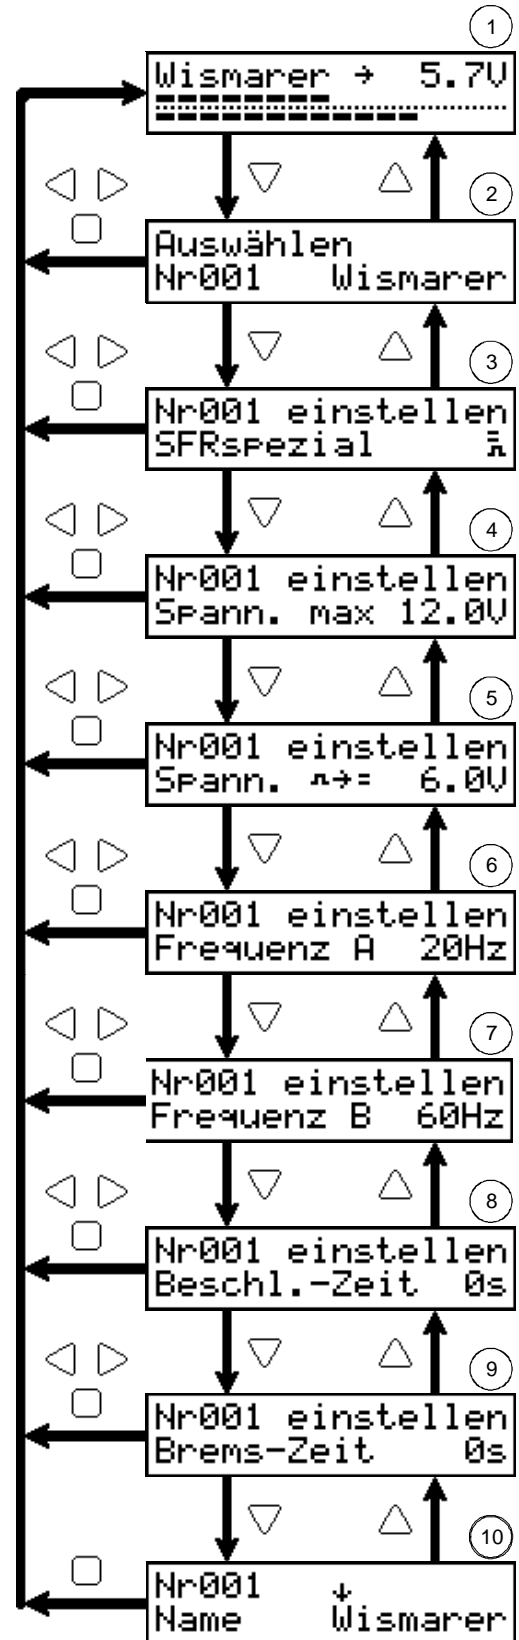 1
Wismarer → 5.7V
2
Auswählen
Nr001 Wismarer
3
Nr001 einstellen
SFRspezial
4
Nr001 einstellen
Spann. max 12.0V
5
Nr001 einstellen
Spann. ⎍→= 6.0V
6
Nr001 einstellen
Frequenz A 20Hz
7
Nr001 einstellen
Frequenz B 60Hz
8
Nr001 einstellen
Beschl.-Zeit 0s
9
Nr001 einstellen
Brems-Zeit 0s
10
Nr001 ↓
Name Wismarer